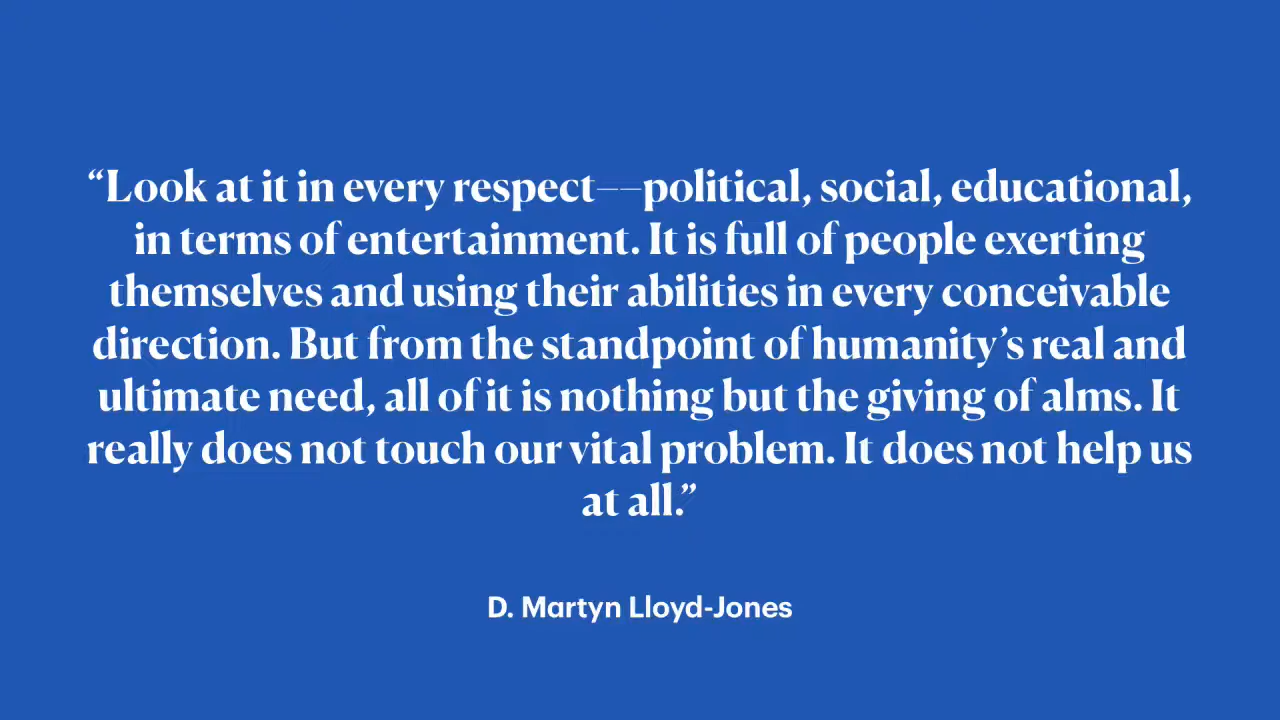 “Look at it in every respect––political, social, educational,
in terms of entertainment. It is full of people exerting
themselves and using their abilities in every conceivable
direction. But from the standpoint of humanity’s real and
ultimate need, all of it is nothing but the giving of alms. It
really does not touch our vital problem. It does not help us
at all.”
D. Martyn Lloyd-Jones